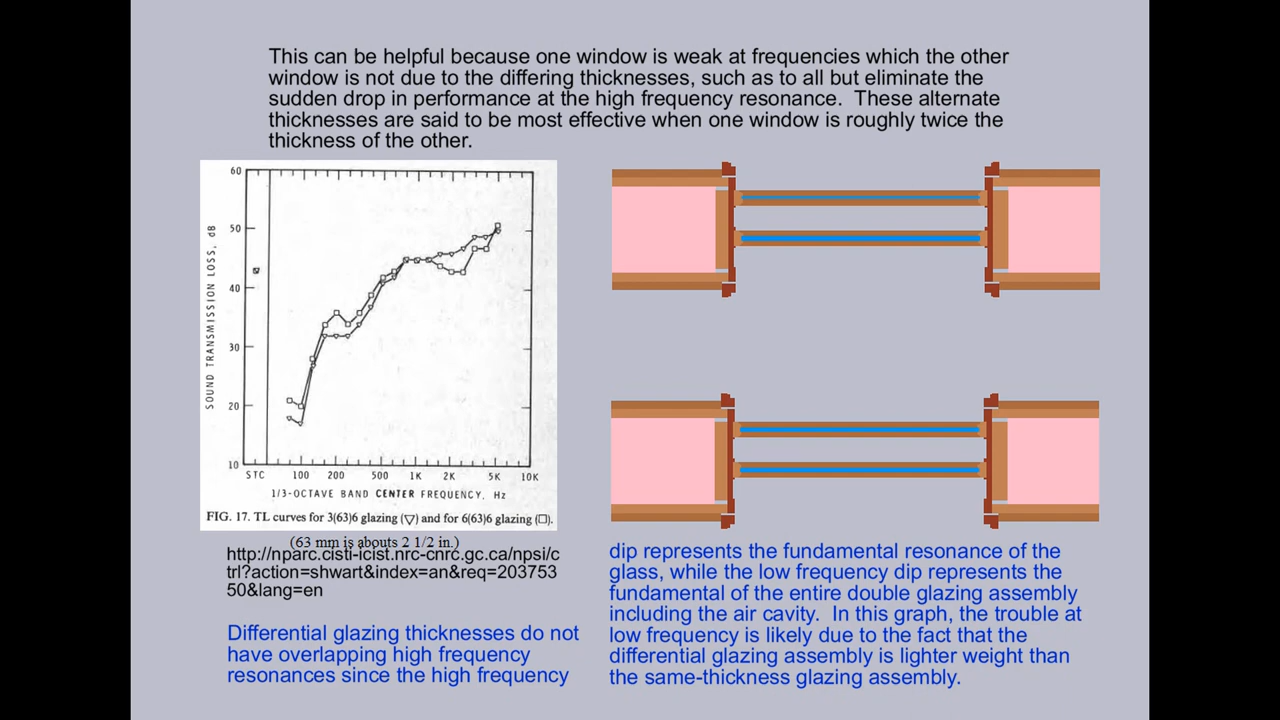 This can be helpful because one window is weak at frequencies which the other
window is not due to the differing thicknesses, such as to all but eliminate the
sudden drop in performance at the high frequency resonance. These alternate
thicknesses are said to be most effective when one window is roughly twice the
thickness of the other.
SOUND TRANSMISSION LOSS, dB
60
50
40
30
20
10
STC 100 200 500 1K 2K 5K 10K
1/3-OCTAVE BAND CENTER FREQUENCY, Hz
FIG. 17. TL curves for 3(63)6 glazing (▽) and for 6(63)6 glazing (□).
(63 mm is abouts 2 1/2 in.)
http://nparc.cisti-icist.nrc-cnrc.gc.ca/npsi/c
trl?action=shwart&index=an&req=203753
50&lang=en
Differential glazing thicknesses do not
have overlapping high frequency
resonances since the high frequency
dip represents the fundamental resonance of the
glass, while the low frequency dip represents the
fundamental of the entire double glazing assembly
including the air cavity. In this graph, the trouble at
low frequency is likely due to the fact that the
differential glazing assembly is lighter weight than
the same-thickness glazing assembly.